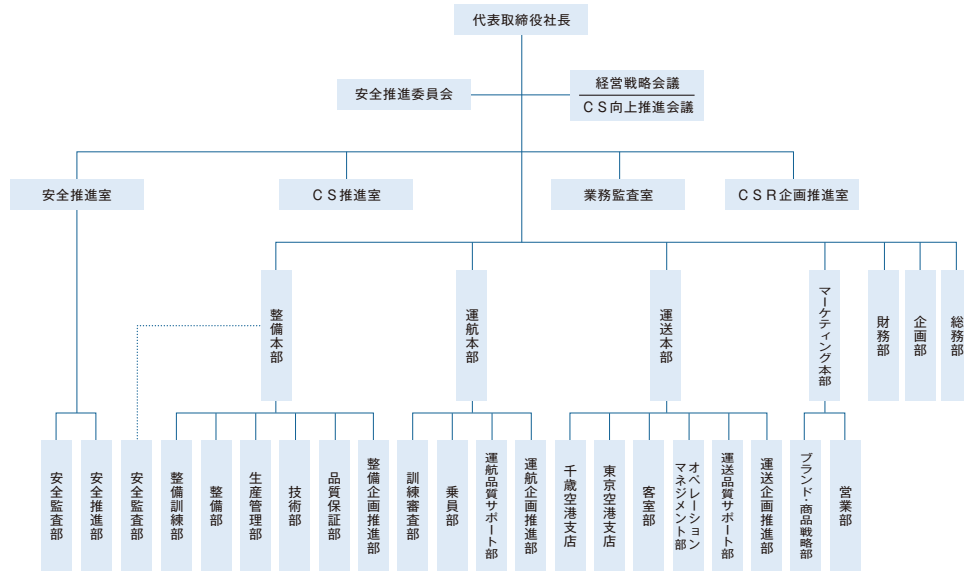 代表取締役社長
安全推進委員会
経営戦略会議
CS向上推進会議
安全推進室
CS推進室
業務監査室
CSR企画推進室
整備本部
運航本部
運送本部
マーケティング本部
財務部
企画部
総務部
安全監査部
安全推進部
安全監査部
整備訓練部
整備部
生産管理部
技術部
品質保証部
整備企画推進部
訓練審査部
乗員部
運航品質サポート部
運航企画推進部
千歳空港支店
東京空港支店
客室部
オペレーション
マネジメント部
運送品質サポート部
運送企画推進部
ブランド・商品戦略部
営業部